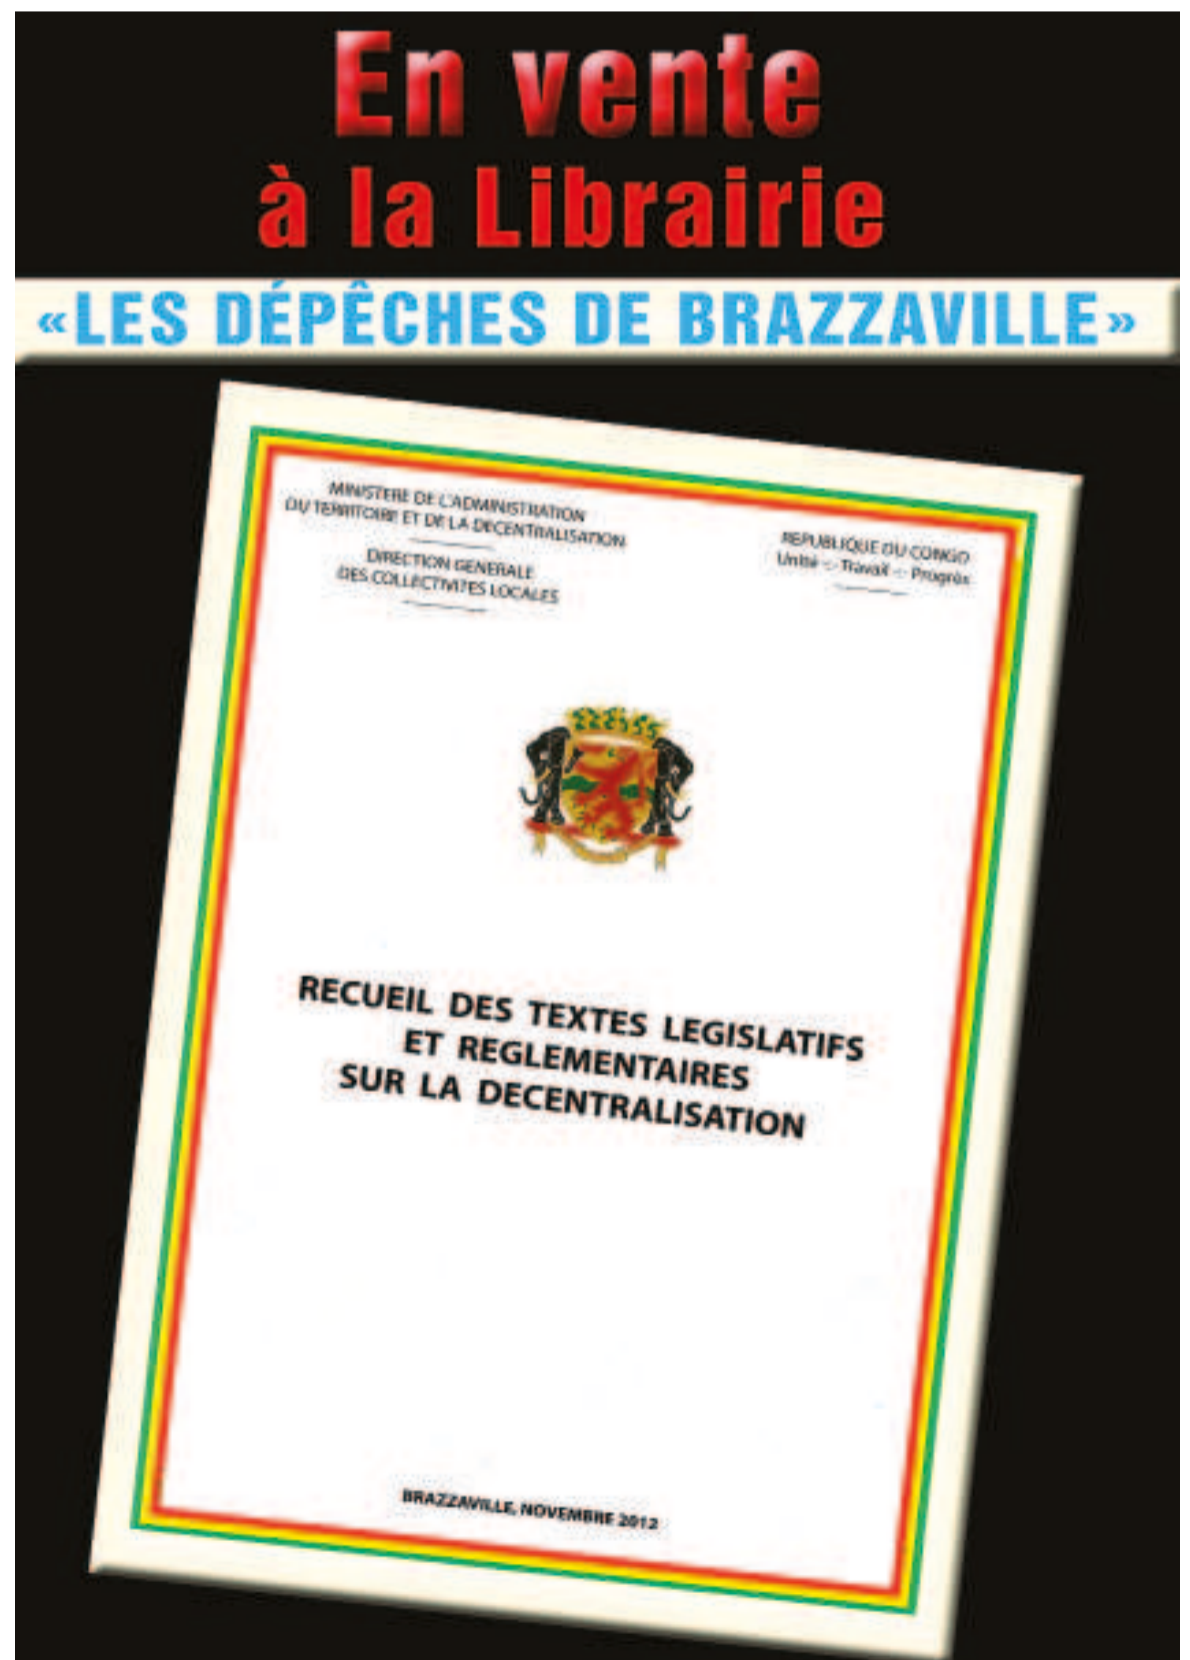 En vente
à la Librairie
«LES DÉPÊCHES DE BRAZZAVILLE»
MINISTERE DE L'ADMINISTRATION
DU TERRITOIRE ET DE LA DECENTRALISATION
DIRECTION GENERALE
DES COLLECTIVITES LOCALES
REPUBLIQUE DU CONGO
Unité - Travail - Progrès
RECUEIL DES TEXTES LEGISLATIFS
ET REGLEMENTAIRES
SUR LA DECENTRALISATION
BRAZZAVILLE, NOVEMBRE 2012